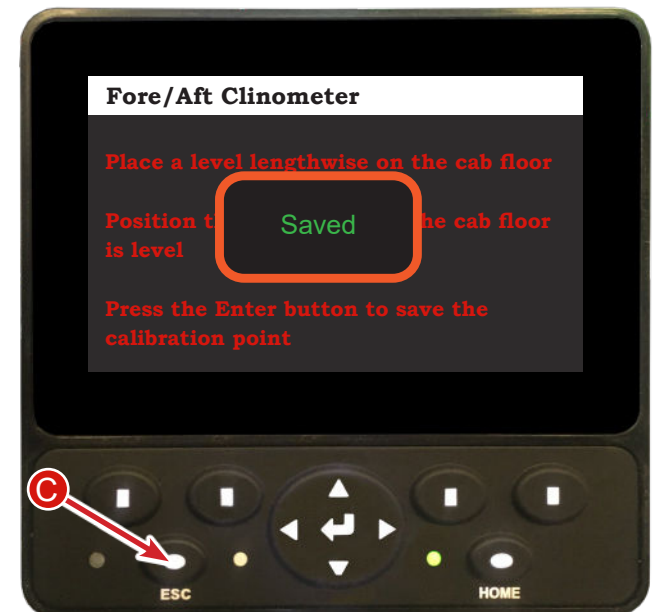 Fore/Aft Clinometer
Place a level lengthwise on the cab floor
Position t
Saved
he cab floor
is level
Press the Enter button to save the
calibration point
C
ESC
HOME